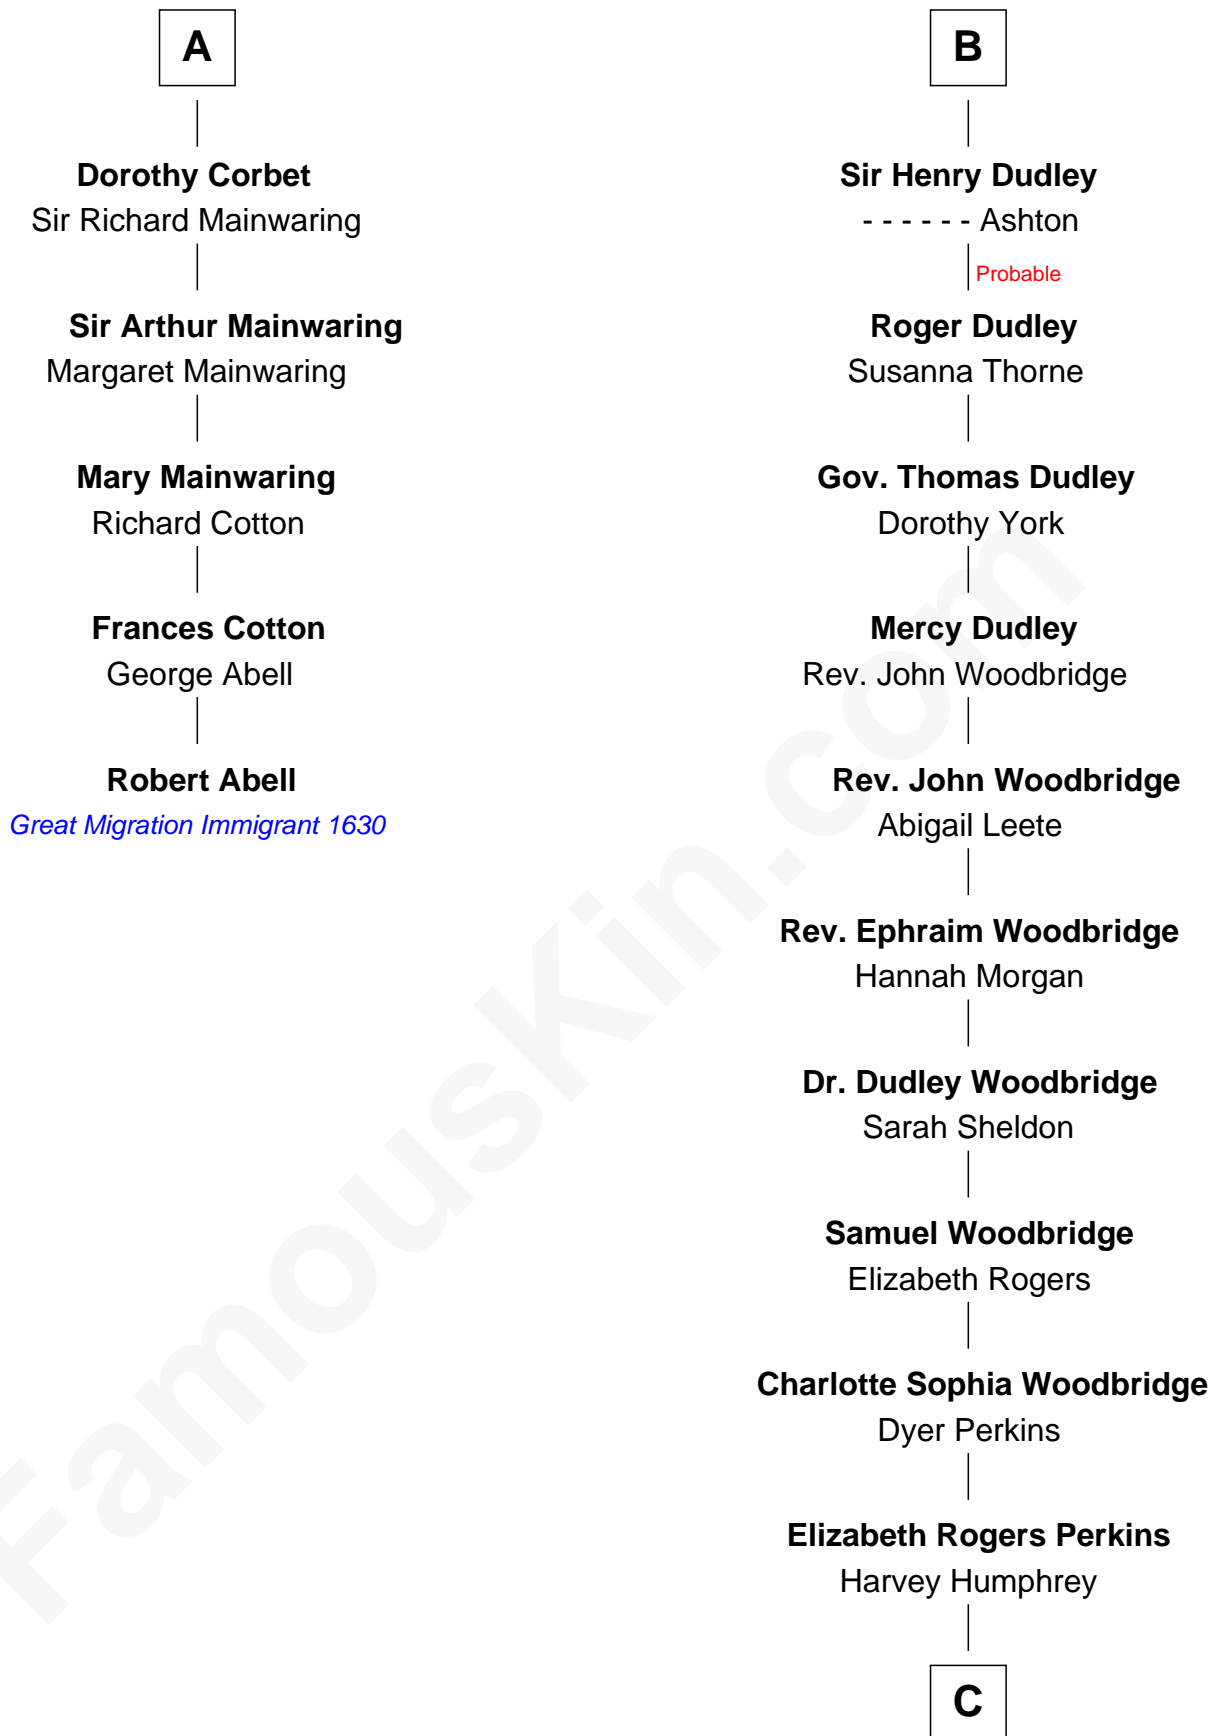 A
Dorothy Corbet
Sir Richard Mainwaring
Sir Arthur Mainwaring
Margaret Mainwaring
Mary Mainwaring
Richard Cotton
Frances Cotton
George Abell
Robert Abell
Great Migration Immigrant 1630
B
Sir Henry Dudley
- - - - - - Ashton
Probable
Roger Dudley
Susanna Thorne
Gov. Thomas Dudley
Dorothy York
Mercy Dudley
Rev. John Woodbridge
Rev. John Woodbridge
Abigail Leete
Rev. Ephraim Woodbridge
Hannah Morgan
Dr. Dudley Woodbridge
Sarah Sheldon
Samuel Woodbridge
Elizabeth Rogers
Charlotte Sophia Woodbridge
Dyer Perkins
Elizabeth Rogers Perkins
Harvey Humphrey
C
FamousKin.com